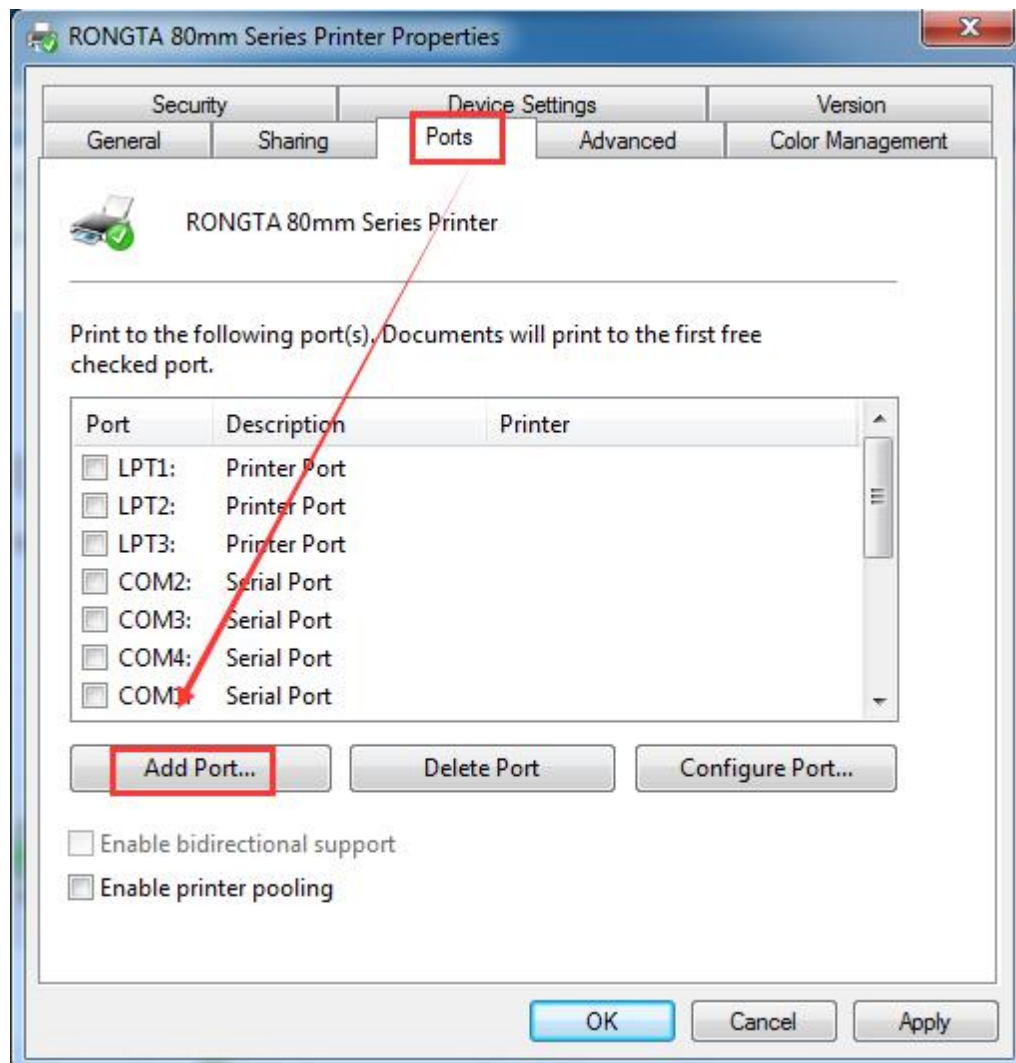 RONGTA 80mm Series Printer Properties
Security Device Settings Version
General Sharing Ports Advanced Color Management
RONGTA 80mm Series Printer
Print to the following port(s). Documents will print to the first free
checked port.
Port Description Printer
LPT1: Printer Port
LPT2: Printer Port
LPT3: Printer Port
COM2: Serial Port
COM3: Serial Port
COM4: Serial Port
COM1: Serial Port
Add Port... Delete Port Configure Port...
Enable bidirectional support
Enable printer pooling
OK Cancel Apply